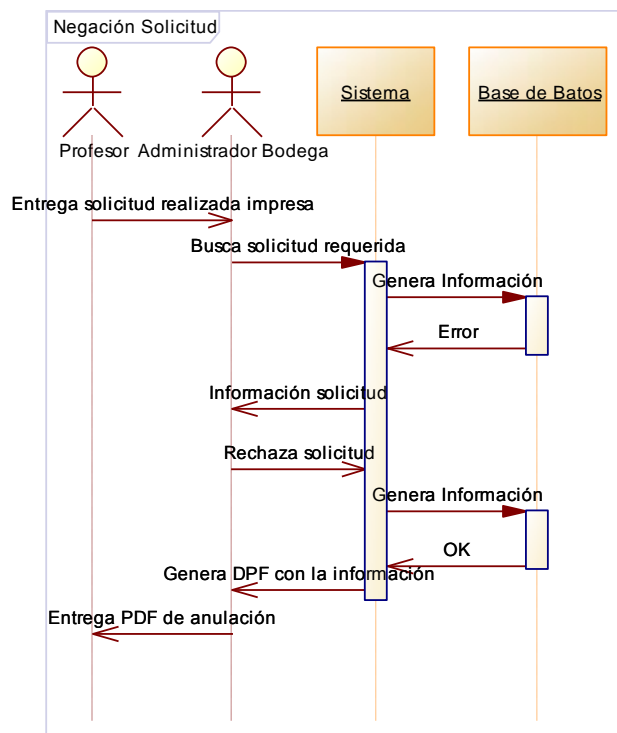 Negación Solicitud
Sistema
Base de Batos
Profesor
Administrador Bodega
Entrega solicitud realizada impresa
Busca solicitud requerida
Genera Información
Error
Información solicitud
Rechaza solicitud
Genera Información
OK
Genera DPF con la información
Entrega PDF de anulación